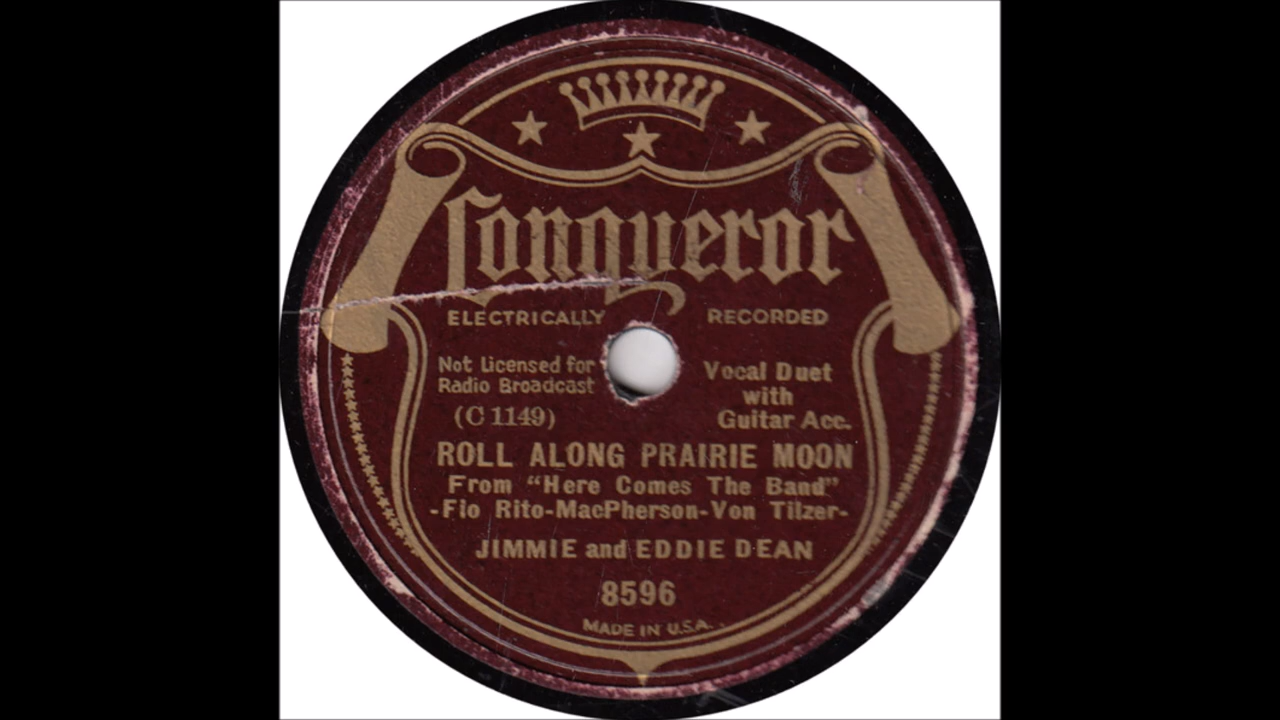 Conqueror
ELECTRICALLY RECORDED
Not Licensed for
Radio Broadcast
(C 1149)
Vocal Duet
with
Guitar Acc.
ROLL ALONG PRAIRIE MOON
From "Here Comes The Band"
-Fio Rito-MacPherson-Von Tilzer-
JIMMIE and EDDIE DEAN
8596
MADE IN U.S.A.